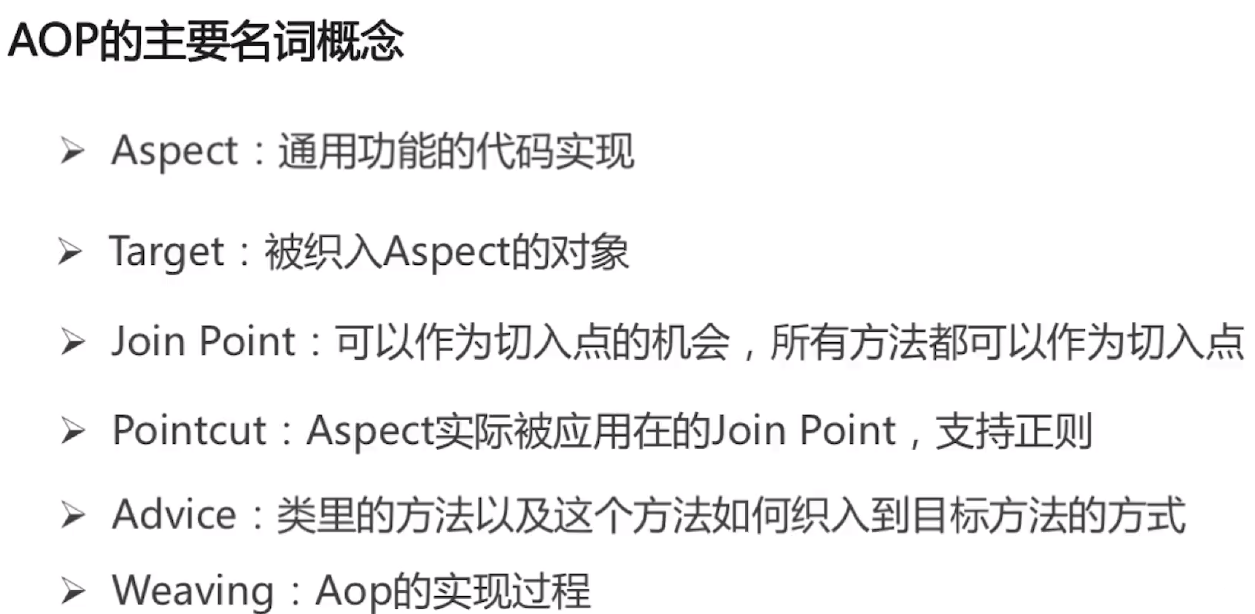 AOP的主要名词概念
➢ Aspect：通用功能的代码实现
➢ Target：被织入Aspect的对象
➢ Join Point：可以作为切入点的机会，所有方法都可以作为切入点
➢ Pointcut：Aspect实际被应用在的Join Point，支持正则
➢ Advice：类里的方法以及这个方法如何织入到目标方法的方式
➢ Weaving：Aop的实现过程